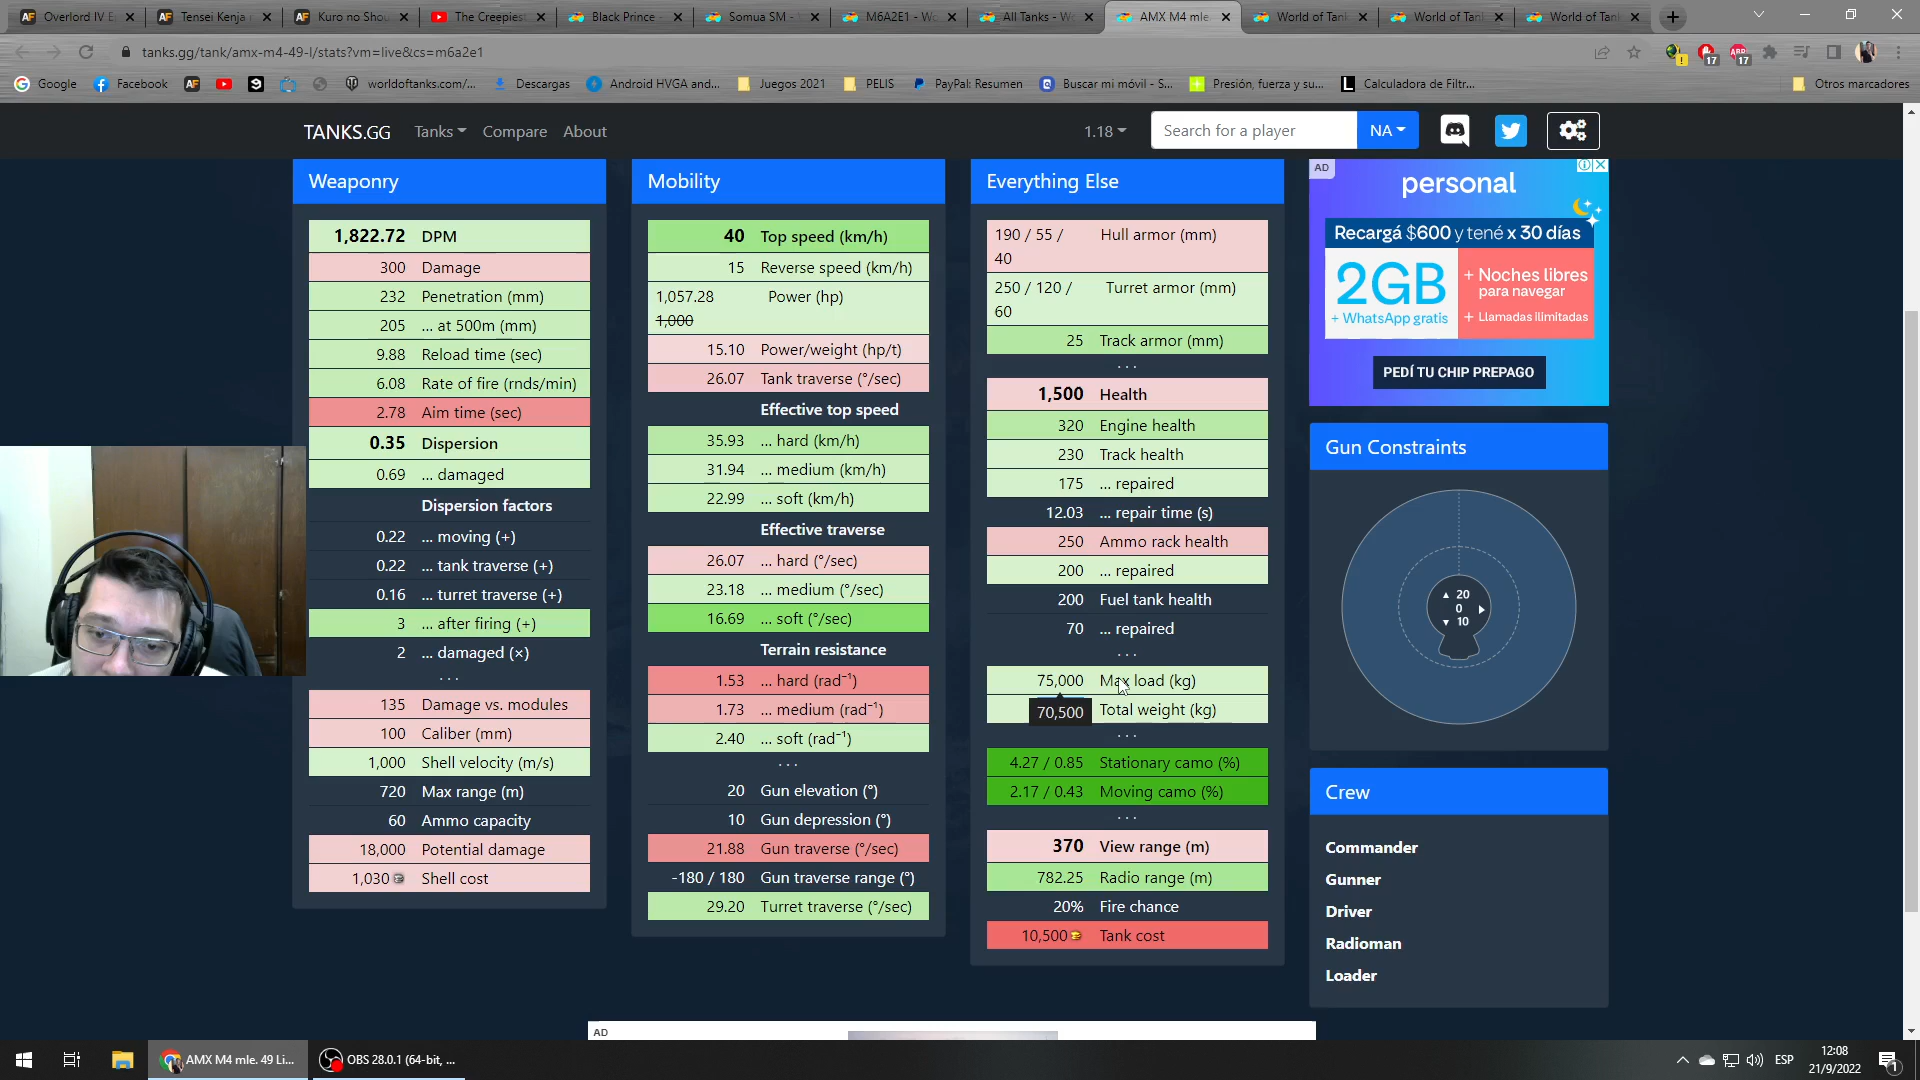 Overlord IV E
Tensei Kenja
Kuro no Shou
The Creepies
Black Prince
Somua SM -
M6A2E1 - Wo
All Tanks - Wo
AMX M4 mle.
World of Tan
World of Tan
World of Tan
tanks.gg/tank/amx-m4-49-l/stats?vm=live&cs=m6a2e1
17
17
Google
Facebook
worldoftanks.com/...
Descargas
Android HVGA and...
Juegos 2021
PELIS
PayPal: Resumen
Buscar mi móvil - S...
Presión, fuerza y su...
Calculadora de Filtr...
Otros marcadores
TANKS.GG
Tanks
Compare
About
1.18
Search for a player
NA
Weaponry
1,822.72 DPM
300 Damage
232 Penetration (mm)
205 ... at 500m (mm)
9.88 Reload time (sec)
6.08 Rate of fire (rnds/min)
2.78 Aim time (sec)
0.35 Dispersion
0.69 ... damaged
Dispersion factors
0.22 ... moving (+)
0.22 ... tank traverse (+)
0.16 ... turret traverse (+)
3 ... after firing (+)
2 ... damaged (×)
...
135 Damage vs. modules
100 Caliber (mm)
1,000 Shell velocity (m/s)
720 Max range (m)
60 Ammo capacity
18,000 Potential damage
1,030 Shell cost
Mobility
40 Top speed (km/h)
15 Reverse speed (km/h)
1,057.28 Power (hp)
1,000
15.10 Power/weight (hp/t)
26.07 Tank traverse (°/sec)
Effective top speed
35.93 ... hard (km/h)
31.94 ... medium (km/h)
22.99 ... soft (km/h)
Effective traverse
26.07 ... hard (°/sec)
23.18 ... medium (°/sec)
16.69 ... soft (°/sec)
Terrain resistance
1.53 ... hard (rad⁻¹)
1.73 ... medium (rad⁻¹)
2.40 ... soft (rad⁻¹)
...
20 Gun elevation (°)
10 Gun depression (°)
21.88 Gun traverse (°/sec)
-180 / 180 Gun traverse range (°)
29.20 Turret traverse (°/sec)
Everything Else
190 / 55 / Hull armor (mm)
40
250 / 120 / Turret armor (mm)
60
25 Track armor (mm)
...
1,500 Health
320 Engine health
230 Track health
175 ... repaired
12.03 ... repair time (s)
250 Ammo rack health
200 ... repaired
200 Fuel tank health
70 ... repaired
...
75,000 Max load (kg)
70,500 Total weight (kg)
...
4.27 / 0.85 Stationary camo (%)
2.17 / 0.43 Moving camo (%)
...
370 View range (m)
782.25 Radio range (m)
20% Fire chance
10,500 Tank cost
AD
personal
Recargá $600 y tené x 30 días
2GB
+ WhatsApp gratis
+ Noches libres
para navegar
+ Llamadas ilimitadas
PEDÍ TU CHIP PREPAGO
Gun Constraints
20
0
10
Crew
Commander
Gunner
Driver
Radioman
Loader
AD
AMX M4 mle. 49 Li...
OBS 28.0.1 (64-bit, ...
ESP
12:08
21/9/2022
1